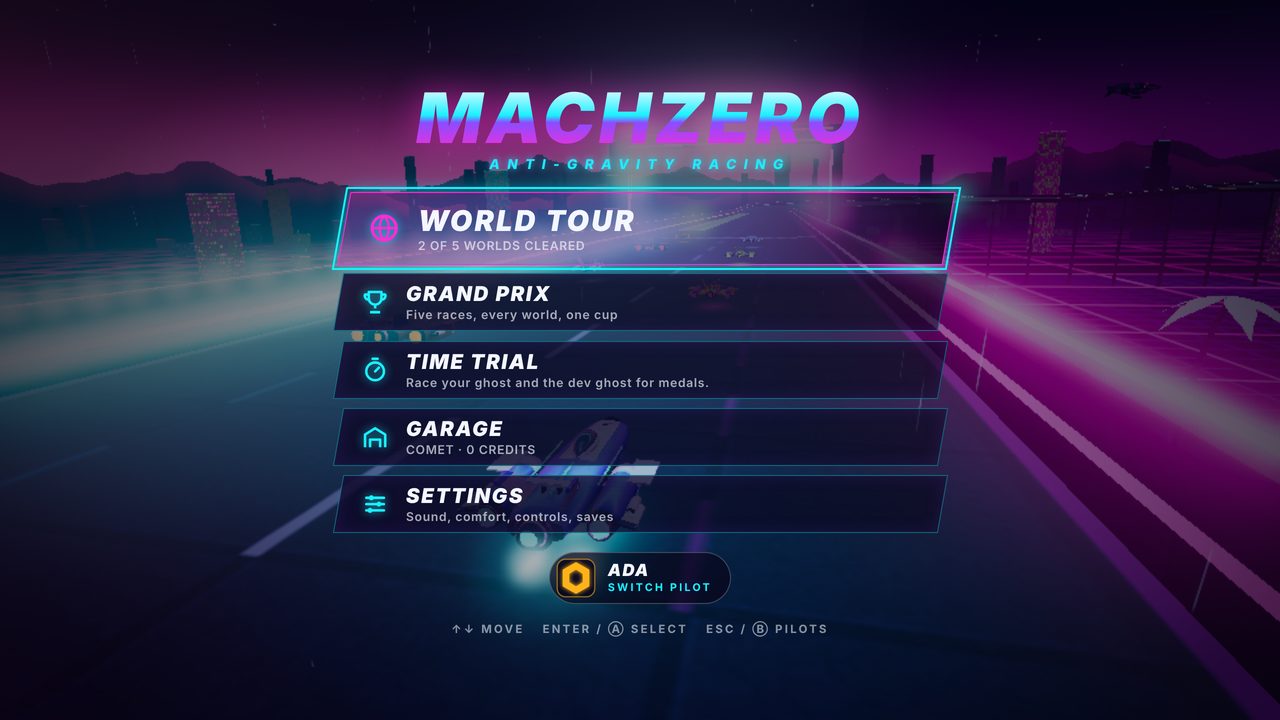 MACHZERO
ANTI-GRAVITY RACING
WORLD TOUR
2 OF 5 WORLDS CLEARED
GRAND PRIX
Five races, every world, one cup
TIME TRIAL
Race your ghost and the dev ghost for medals.
GARAGE
COMET · 0 CREDITS
SETTINGS
Sound, comfort, controls, saves
ADA
SWITCH PILOT
↑↓ MOVE ENTER / Ⓐ SELECT ESC / Ⓑ PILOTS